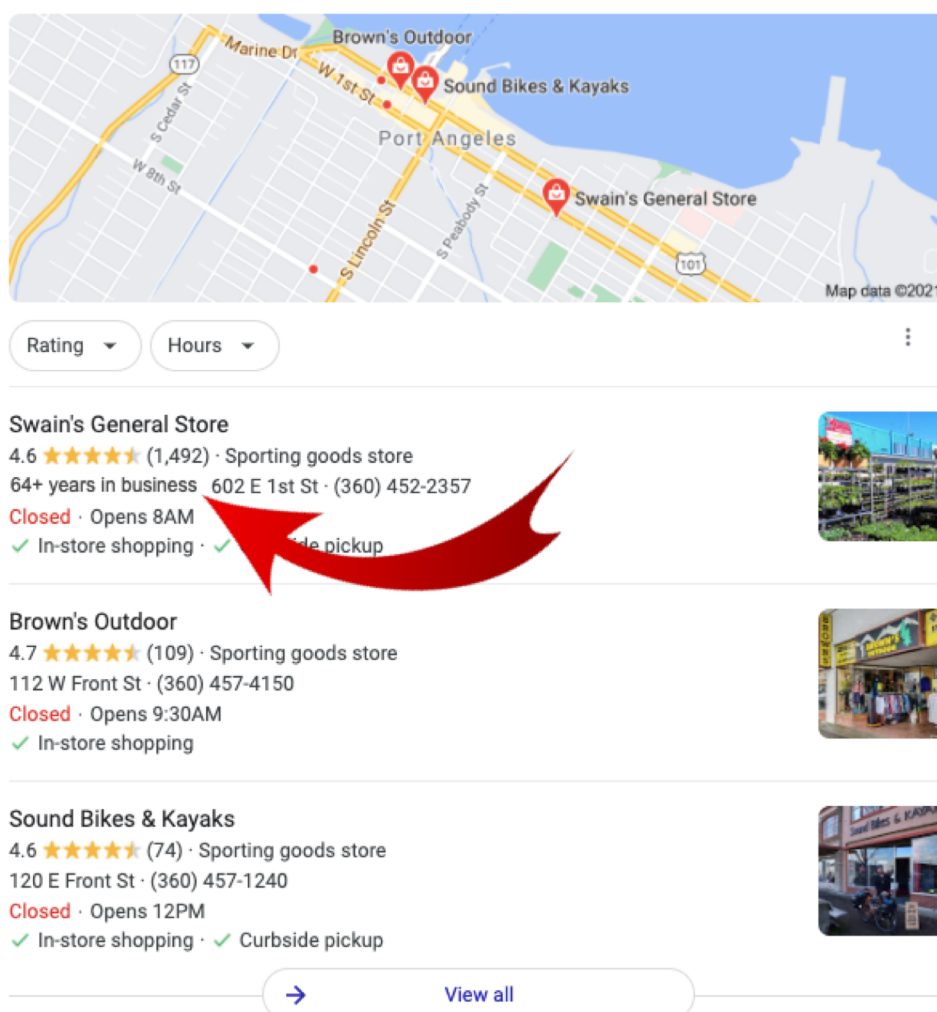 Brown's Outdoor
Marine Dr
117
W 1st St
Sound Bikes & Kayaks
S Cedar St
Port Angeles
W 8th St
S Peabody St
Swain's General Store
S Lincoln St
101
Map data ©2021
Rating
Hours
Swain's General Store
4.6 (1,492) · Sporting goods store
64+ years in business 602 E 1st St · (360) 452-2357
Closed · Opens 8AM
In-store shopping · pickup
Brown's Outdoor
4.7 (109) · Sporting goods store
112 W Front St · (360) 457-4150
Closed · Opens 9:30AM
In-store shopping
BROWN'S
OUTDOOR
Sound Bikes & Kayaks
4.6 (74) · Sporting goods store
120 E Front St · (360) 457-1240
Closed · Opens 12PM
In-store shopping · Curbside pickup
Sound Bikes &
View all